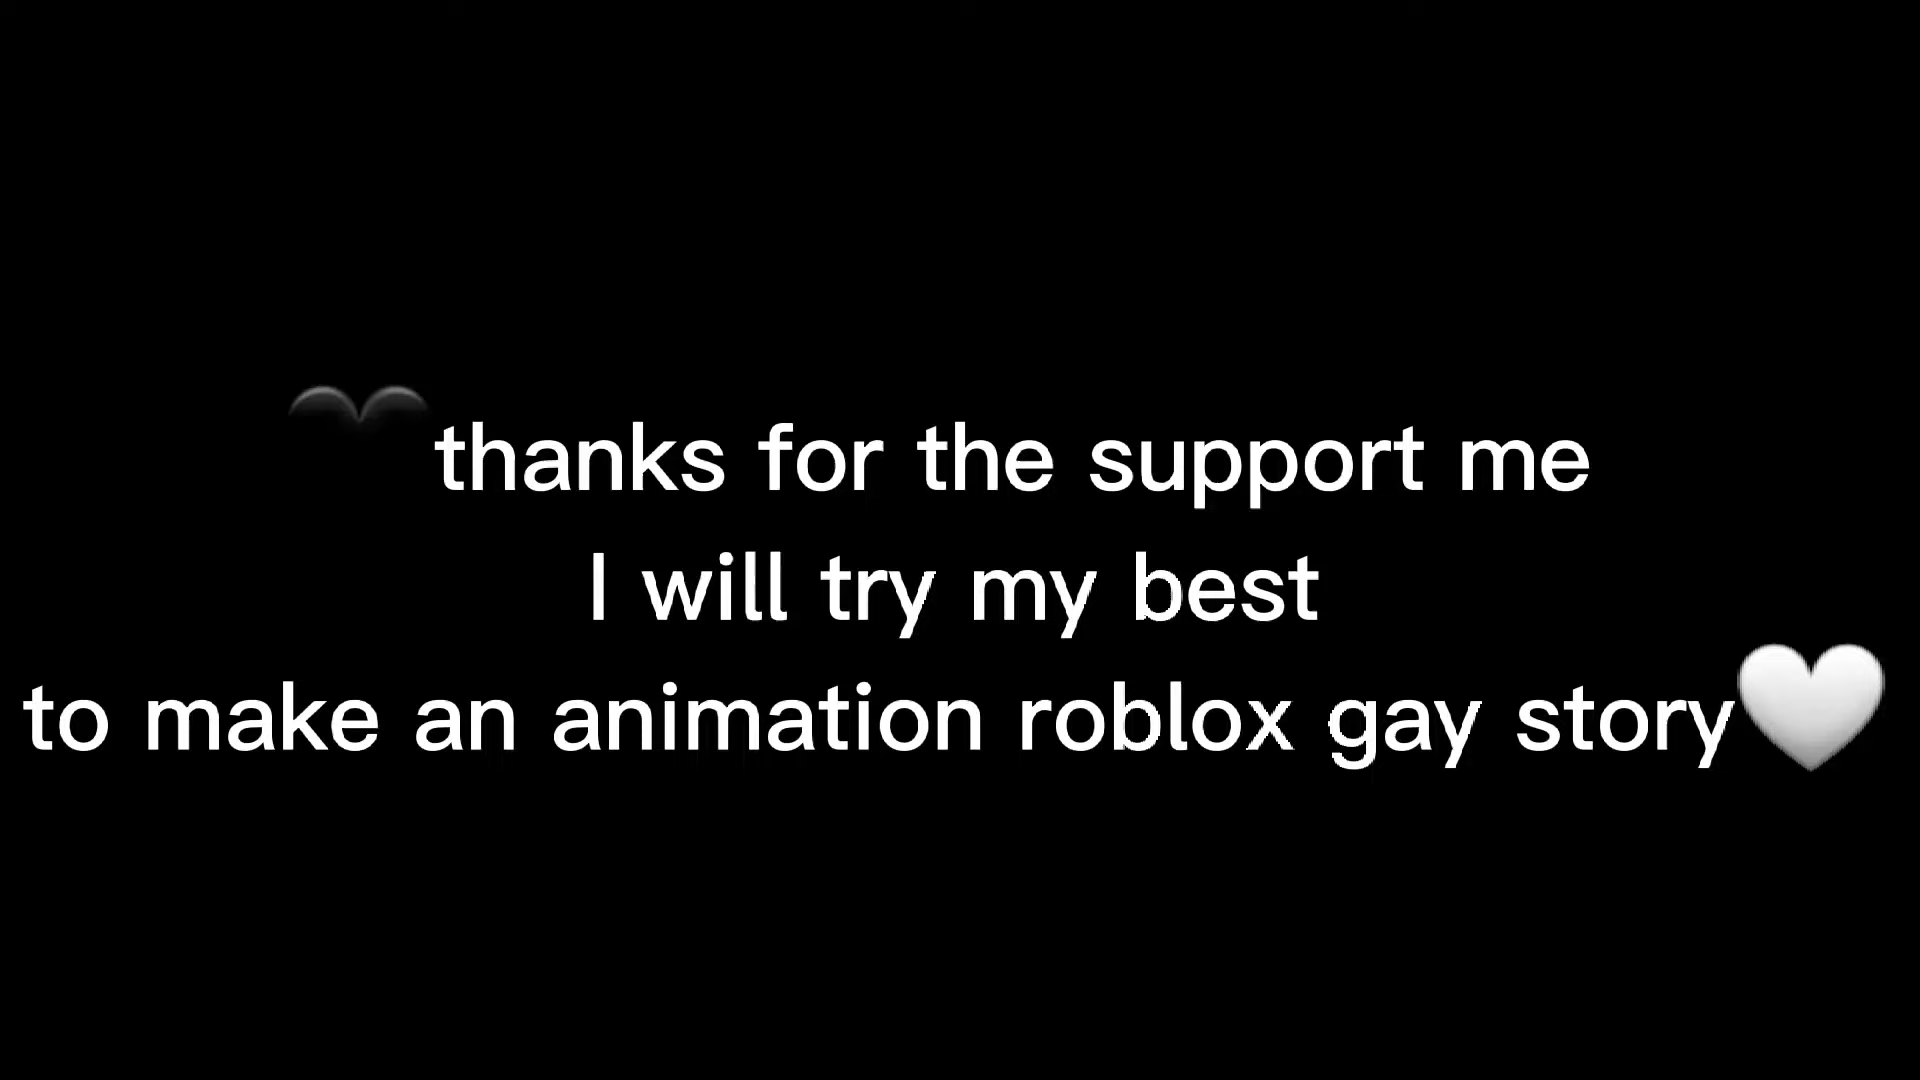 🖤thanks for the support me
I will try my best
to make an animation roblox gay story🤍